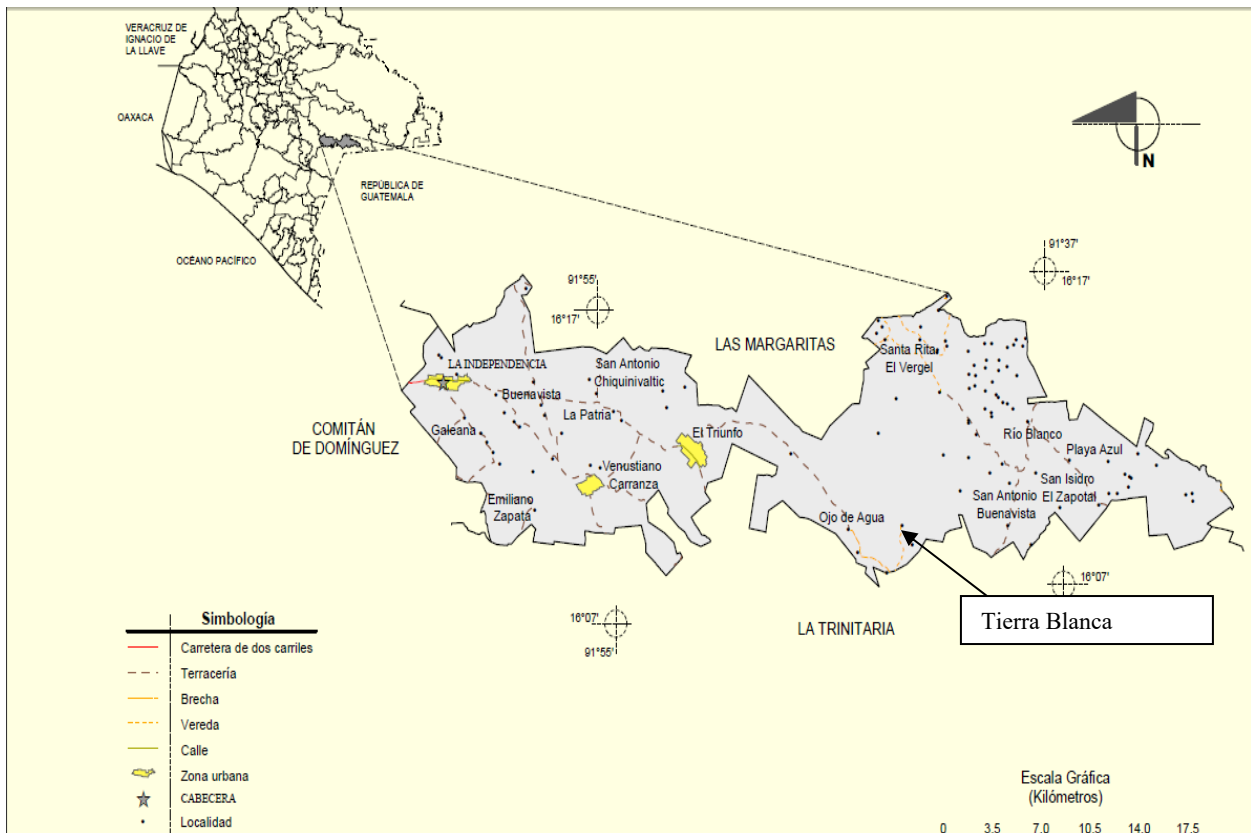 VERACRUZ DE
IGNACIO DE
LA LLAVE
OAXACA
REPÚBLICA DE
GUATEMALA
OCÉANO PACÍFICO
N
91°37'
16°17'
91°55'
16°17'
LAS MARGARITAS
LA INDEPENDENCIA
San Antonio
Chiquinivaltic
Santa Rita
El Vergel
Buenavista
La Patria
COMITÁN
DE DOMÍNGUEZ
Galeana
El Triunfo
Río Blanco
Playa Azul
Venustiano
Carranza
San Isidro
El Zapotal
Emiliano
Zapata
San Antonio
Buenavista
Ojo de Agua
16°07'
16°07'
91°55'
LA TRINITARIA
Tierra Blanca
Simbología
Carretera de dos carriles
Terracería
Brecha
Vereda
Calle
Zona urbana
CABECERA
Localidad
Escala Gráfica
(Kilómetros)
0 3.5 7.0 10.5 14.0 17.5